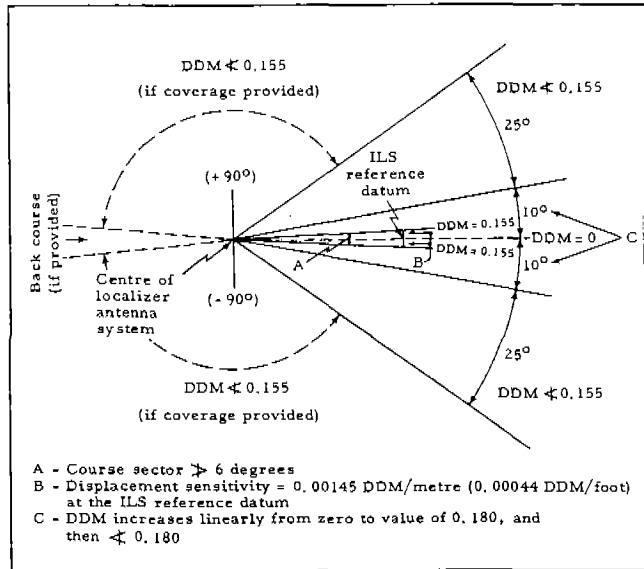 DDM ≮ 0.155
(if coverage provided)
DDM ≮ 0.155
25°
ILS
reference
datum
(+ 90°)
10°
DDM = 0.155
Back course
(if provided)
DDM = 0
C
A
B
DDM = 0.155
10°
Centre of
localizer
antenna
system
(- 90°)
25°
DDM ≮ 0.155
DDM ≮ 0.155
(if coverage provided)
A - Course sector ≯ 6 degrees
B - Displacement sensitivity = 0.00145 DDM/metre (0.00044 DDM/foot)
at the ILS reference datum
C - DDM increases linearly from zero to value of 0.180, and
then ≮ 0.180